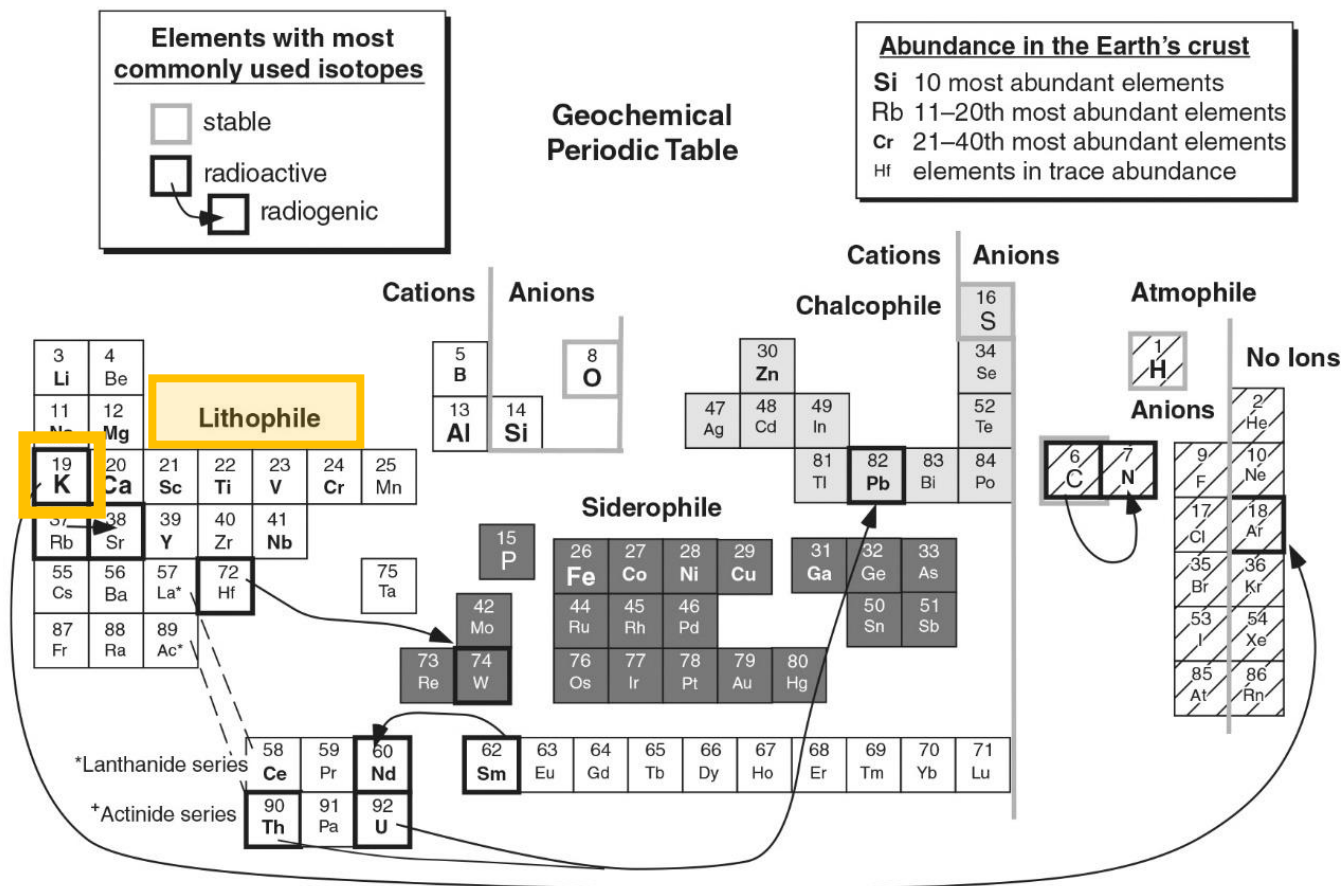 Elements with most
commonly used isotopes
stable
radioactive
radiogenic
Geochemical
Periodic Table
Abundance in the Earth's crust
Si 10 most abundant elements
Rb 11–20th most abundant elements
Cr 21–40th most abundant elements
Hf elements in trace abundance
Cations Anions
Cations Anions
Chalcophile
Atmophile
No Ions
Anions
Lithophile
Siderophile
3 4
Li Be
11 12
Mg
19 20 21 22 23 24 25
K Ca Sc Ti V Cr Mn
37 38 39 40 41
Rb Sr Y Zr Nb
55 56 57 72 75
Cs Ba La* Hf Ta
87 88 89
Fr Ra Ac*
5 8
B O
13 14
Al Si
16
S
30 34
Zn Se
47 48 49 52
Ag Cd In Te
81 82 83 84
Tl Pb Bi Po
15
P
26 27 28 29 31 32 33
Fe Co Ni Cu Ga Ge As
42 44 45 46 50 51
Mo Ru Rh Pd Sn Sb
73 74 76 77 78 79 80
Re W Os Ir Pt Au Hg
1
H
2
He
6 7 9 10
C N F Ne
17 18
Cl Ar
35 36
Br Kr
53 54
I Xe
85 86
At Rn
*Lanthanide series
58 59 60 62 63 64 65 66 67 68 69 70 71
Ce Pr Nd Sm Eu Gd Tb Dy Ho Er Tm Yb Lu
+Actinide series
90 91 92
Th Pa U